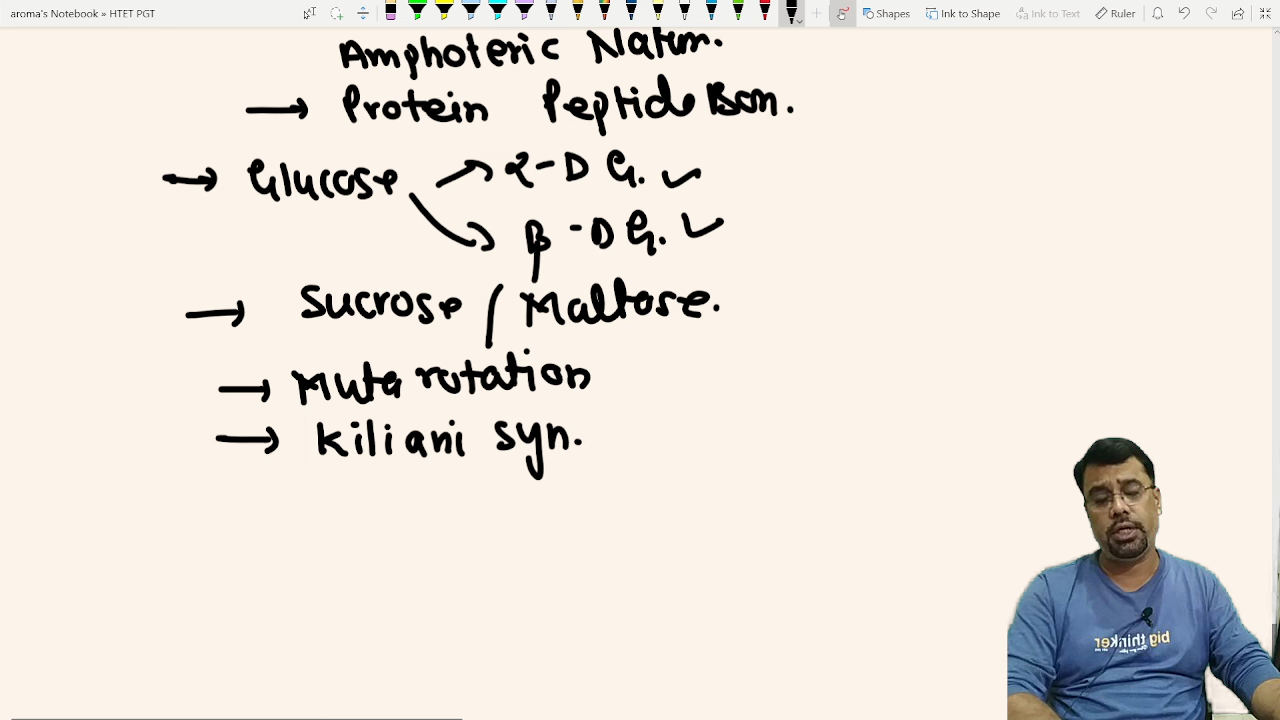 aroma's Notebook » HTET PGT
Shapes Ink to Shape Ink to Text Ruler
Amphoteric Natur.
→ Protein Peptide Bon.
→ Glucose → α-D G. ✓
→ β-D G. ✓
→ Sucrose / Maltose.
→ Muta rotation
→ Kiliani Syn.
big thinker